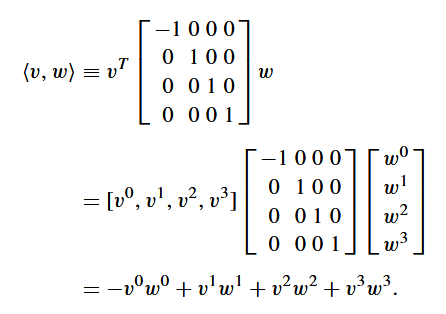 ⟨v, w⟩ ≡ v^T [−1 0 0 0; 0 1 0 0; 0 0 1 0; 0 0 0 1] w
= [v^0, v^1, v^2, v^3] [−1 0 0 0; 0 1 0 0; 0 0 1 0; 0 0 0 1] [w^0; w^1; w^2; w^3]
= −v^0w^0 + v^1w^1 + v^2w^2 + v^3w^3.